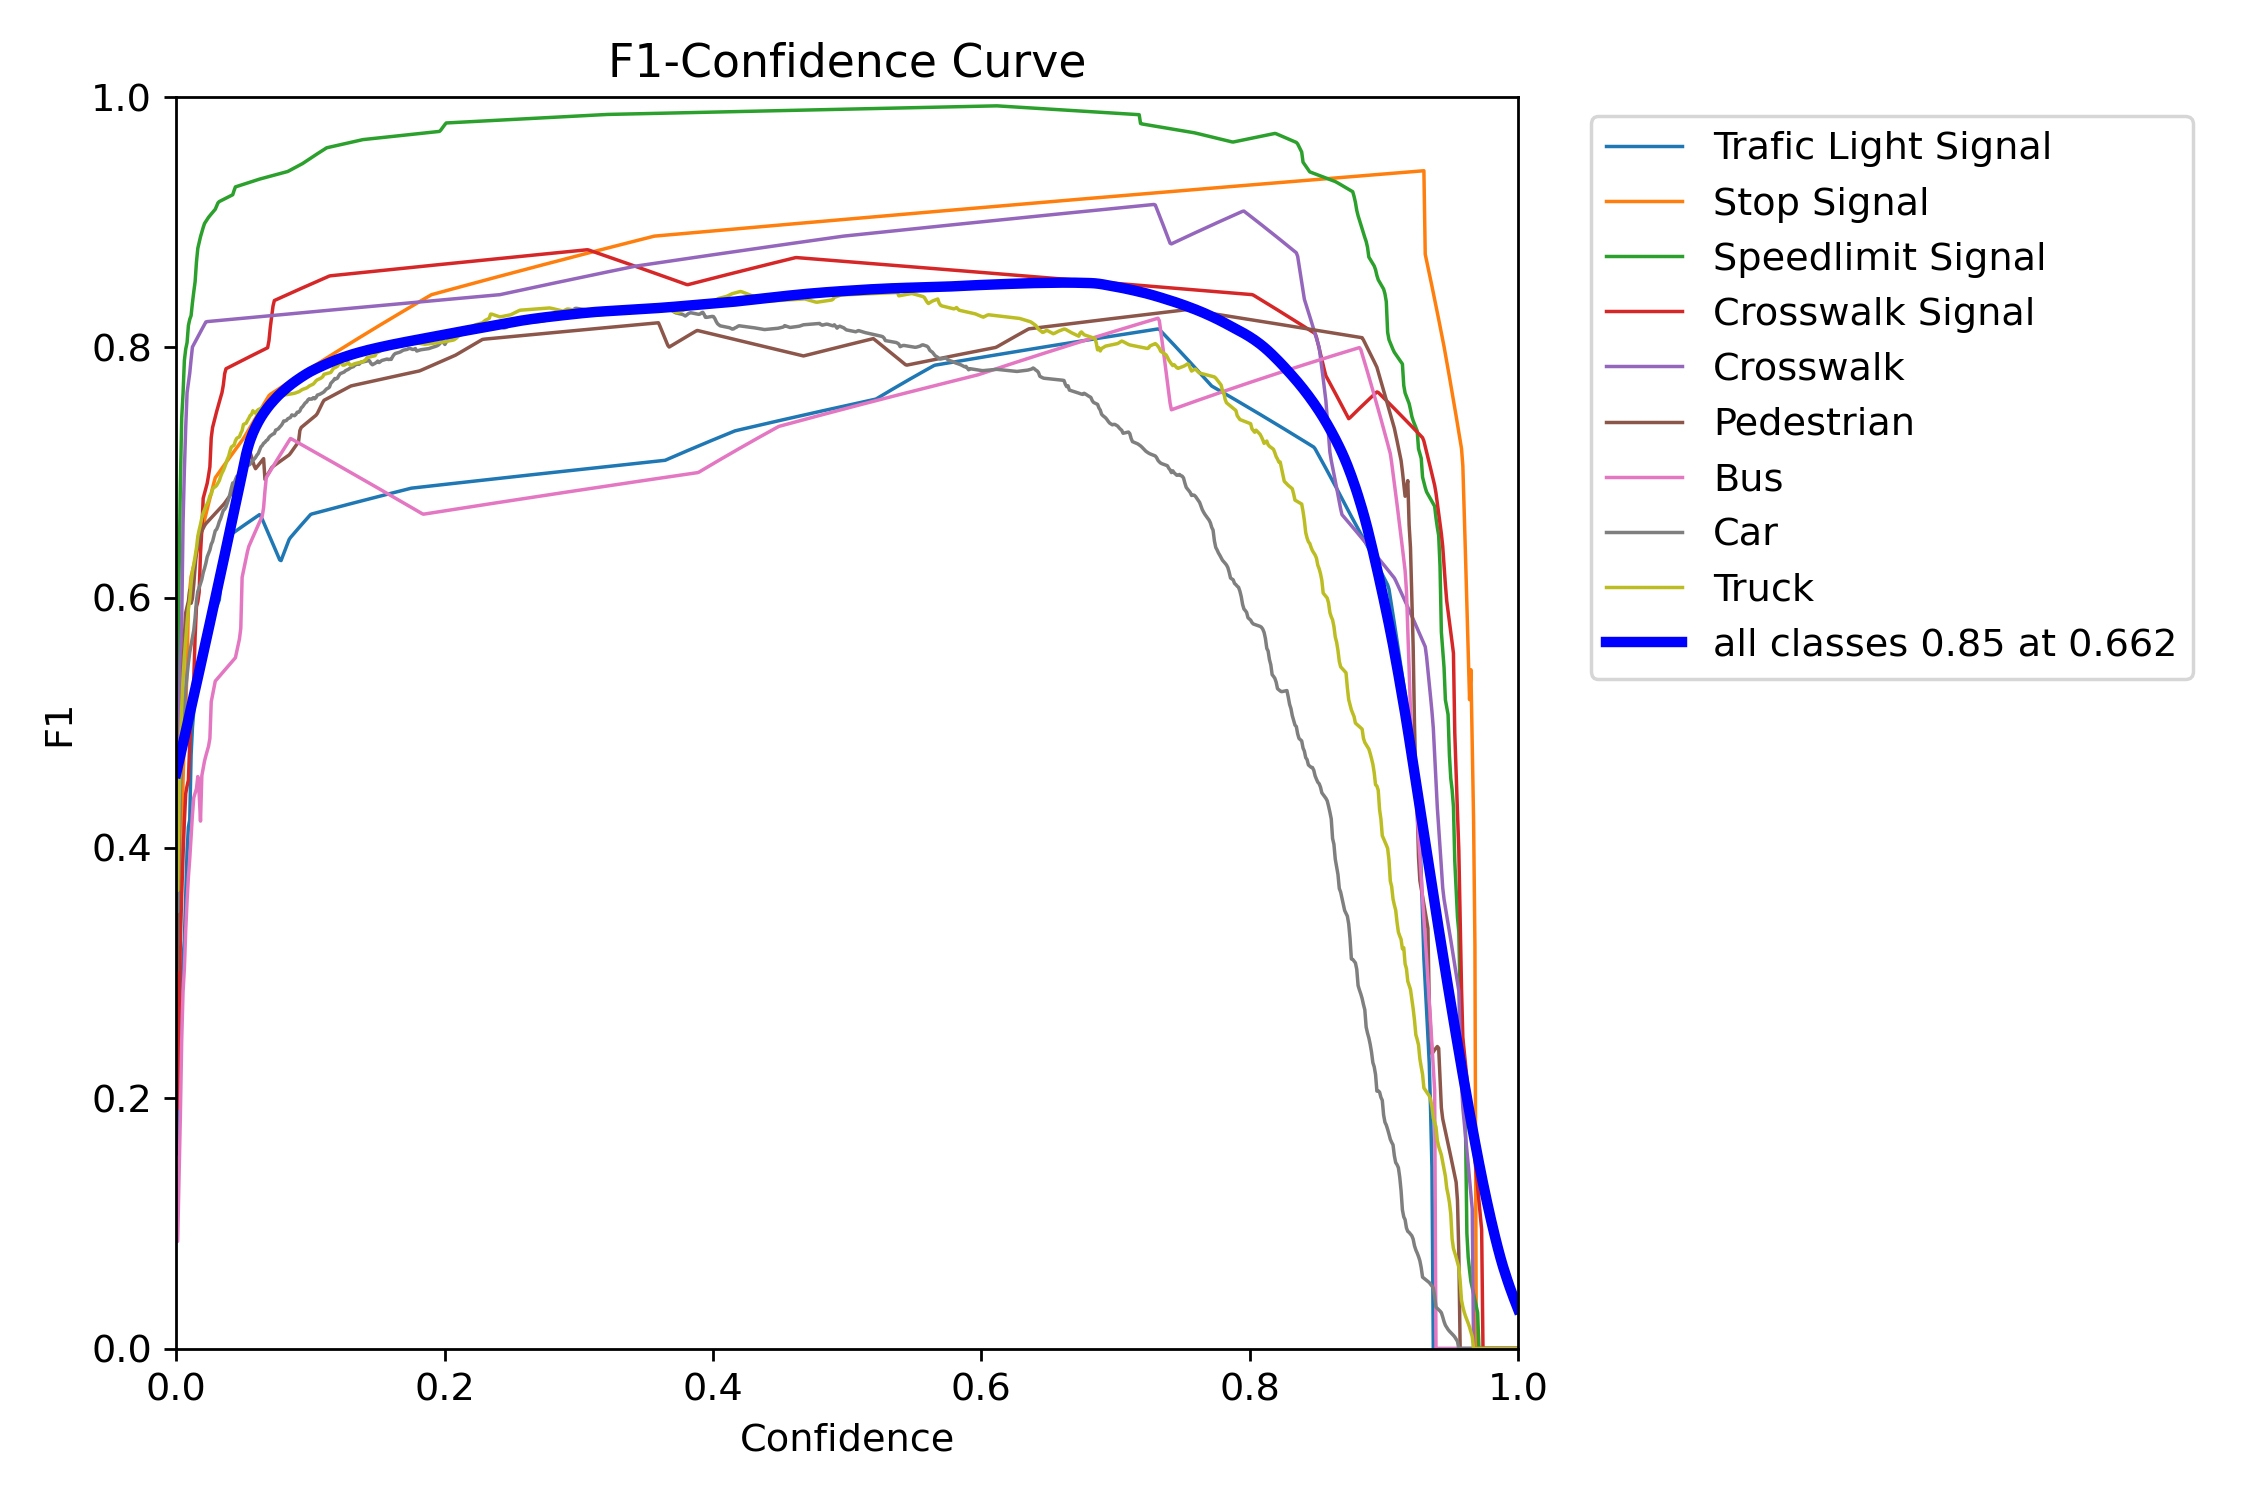 F1-Confidence Curve
1.0
0.8
0.6
0.4
0.2
0.0
F1
0.0 0.2 0.4 0.6 0.8 1.0
Confidence
Trafic Light Signal
Stop Signal
Speedlimit Signal
Crosswalk Signal
Crosswalk
Pedestrian
Bus
Car
Truck
all classes 0.85 at 0.662